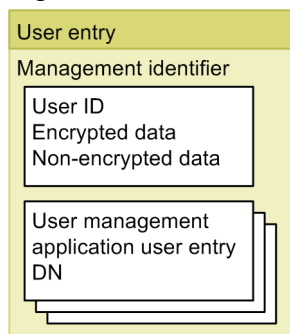 User entry
Management identifier
User ID
Encrypted data
Non-encrypted data
User management
application user entry
DN